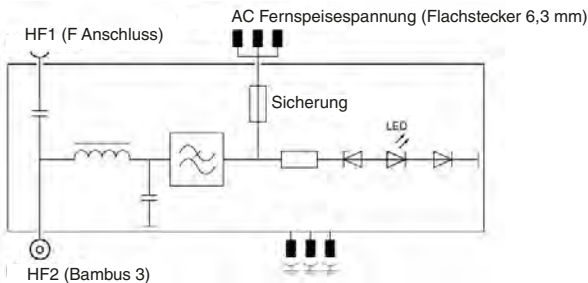 AC Fernspeisespannung (Flachstecker 6,3 mm)
HF1 (F Anschluss)
Sicherung
LED
HF2 (Bambus 3)